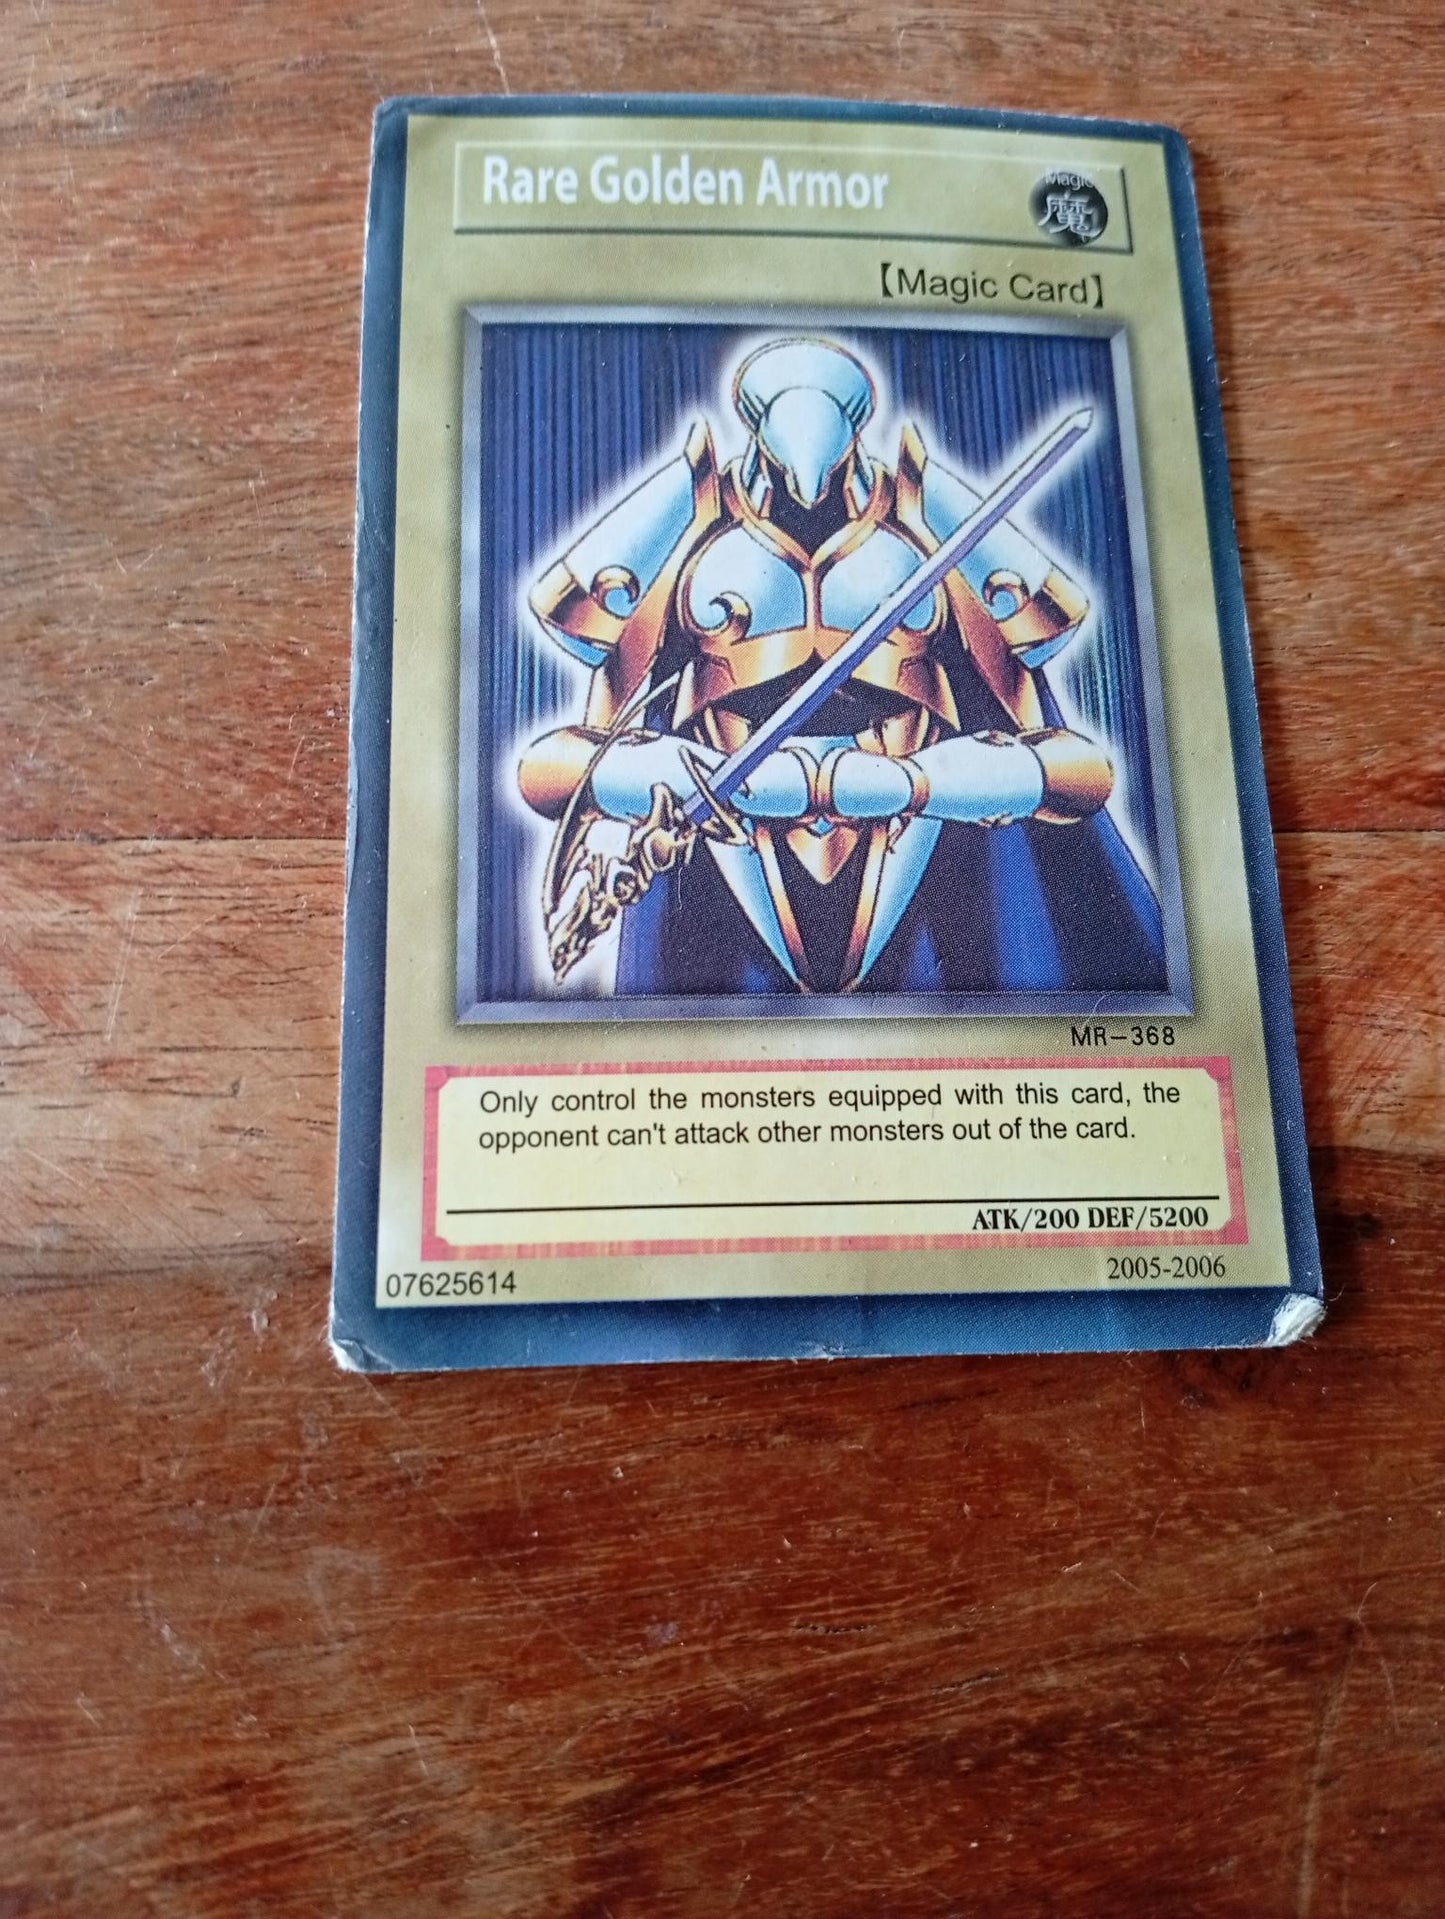 Rare Golden Armor
Magic
魔
【Magic Card】
MR-368
Only control the monsters equipped with this card, the
opponent can't attack other monsters out of the card.
ATK/200 DEF/5200
07625614
2005-2006